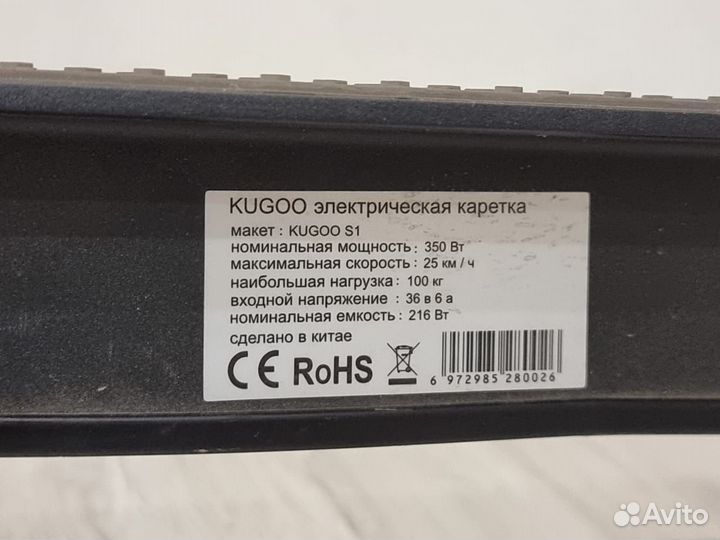 KUGOO электрическая каретка
макет : KUGOO S1
номинальная мощность : 350 Вт
максимальная скорость : 25 км / ч
наибольшая нагрузка : 100 кг
входной напряжение : 36 в 6 а
номинальная емкость : 216 Вт
сделано в китае
CE RoHS
6 972985 280026
Avito